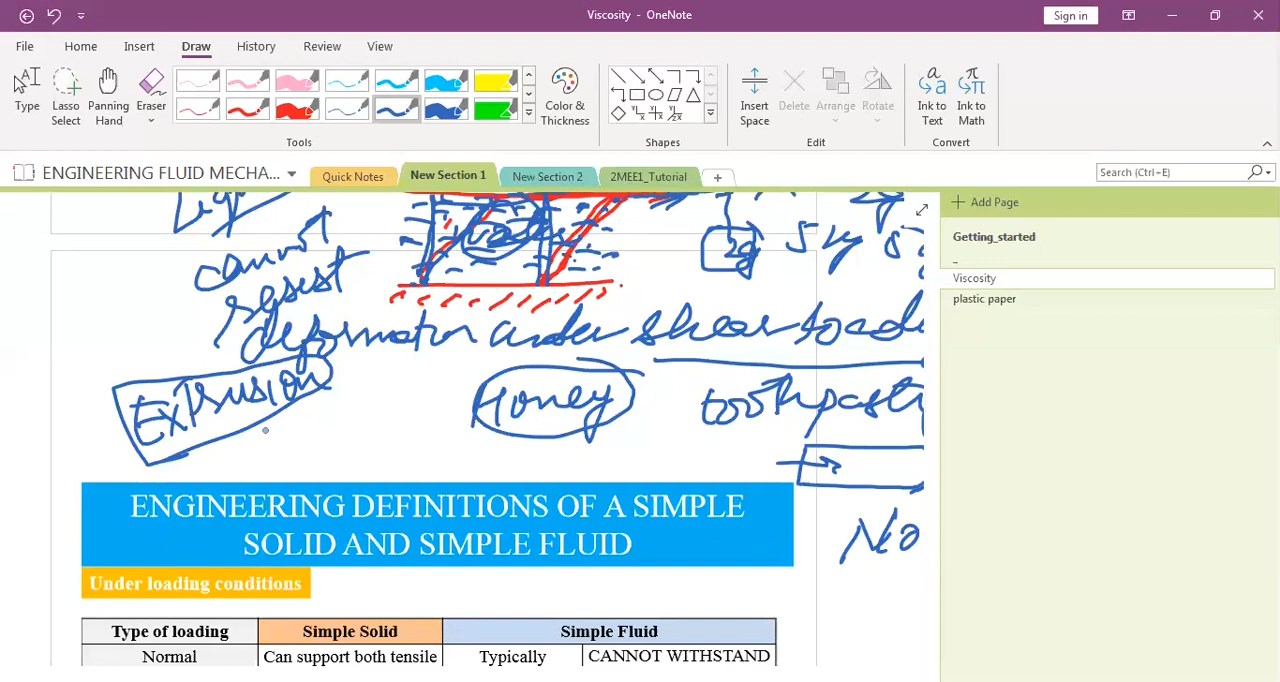 Viscosity - OneNote
Sign in
File Home Insert Draw History Review View
Type
Lasso Select
Panning Hand
Eraser
Color & Thickness
Insert Space
Delete
Arrange
Rotate
Ink to Text
Ink to Math
Tools
Shapes
Edit
Convert
ENGINEERING FLUID MECHA...
Quick Notes
New Section 1
New Section 2
2MEE1_Tutorial
Search (Ctrl+E)
Add Page
Getting_started
_
Viscosity
plastic paper
cannot
resist
deformation under shear load
Extrusion
Honey
toothpaste
ENGINEERING DEFINITIONS OF A SIMPLE
SOLID AND SIMPLE FLUID
Under loading conditions
Type of loading Simple Solid Simple Fluid
Normal Can support both tensile Typically CANNOT WITHSTAND